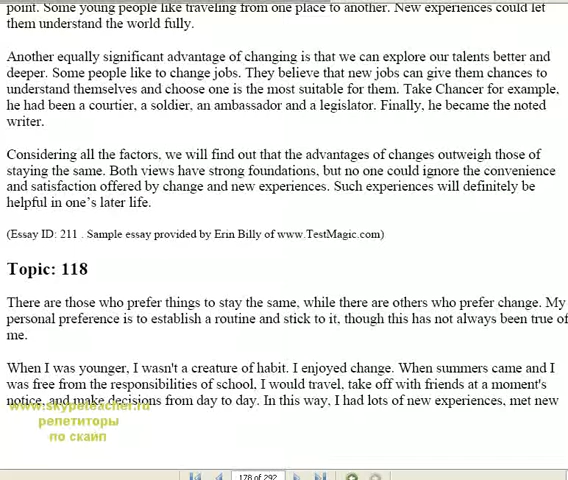 point. Some young people like traveling from one place to another. New experiences could let
them understand the world fully.
Another equally significant advantage of changing is that we can explore our talents better and
deeper. Some people like to change jobs. They believe that new jobs can give them chances to
understand themselves and choose one is the most suitable for them. Take Chancer for example,
he had been a courtier, a soldier, an ambassador and a legislator. Finally, he became the noted
writer.
Considering all the factors, we will find out that the advantages of changes outweigh those of
staying the same. Both views have strong foundations, but no one could ignore the convenience
and satisfaction offered by change and new experiences. Such experiences will definitely be
helpful in one's later life.
(Essay ID: 211 . Sample essay provided by Erin Billy of www.TestMagic.com)
Topic: 118
There are those who prefer things to stay the same, while there are others who prefer change. My
personal preference is to establish a routine and stick to it, though this has not always been true of
me.
When I was younger, I wasn't a creature of habit. I enjoyed change. When summers came and I
was free from the responsibilities of school, I would travel, take off with friends at a moment's
notice, and make decisions from day to day. In this way, I had lots of new experiences, met new
www.skypeteacher.ru
репетиторы
по скайп
178 of 292